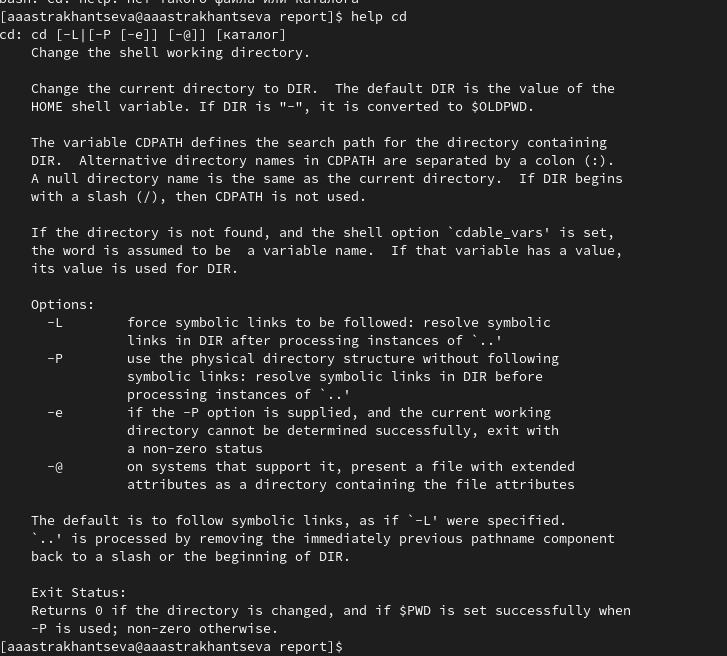 bash: cd: help: Нет такого файла или каталога
[aaastrakhantseva@aaastrakhantseva report]$ help cd
cd: cd [-L|[-P [-e]] [-@]] [каталог]
    Change the shell working directory.

    Change the current directory to DIR.  The default DIR is the value of the
    HOME shell variable. If DIR is "-", it is converted to $OLDPWD.

    The variable CDPATH defines the search path for the directory containing
    DIR.  Alternative directory names in CDPATH are separated by a colon (:).
    A null directory name is the same as the current directory.  If DIR begins
    with a slash (/), then CDPATH is not used.

    If the directory is not found, and the shell option `cdable_vars' is set,
    the word is assumed to be  a variable name.  If that variable has a value,
    its value is used for DIR.

    Options:
      -L        force symbolic links to be followed: resolve symbolic
                links in DIR after processing instances of `..'
      -P        use the physical directory structure without following
                symbolic links: resolve symbolic links in DIR before
                processing instances of `..'
      -e        if the -P option is supplied, and the current working
                directory cannot be determined successfully, exit with
                a non-zero status
      -@        on systems that support it, present a file with extended
                attributes as a directory containing the file attributes

    The default is to follow symbolic links, as if `-L' were specified.
    `..' is processed by removing the immediately previous pathname component
    back to a slash or the beginning of DIR.

    Exit Status:
    Returns 0 if the directory is changed, and if $PWD is set successfully when
    -P is used; non-zero otherwise.
[aaastrakhantseva@aaastrakhantseva report]$